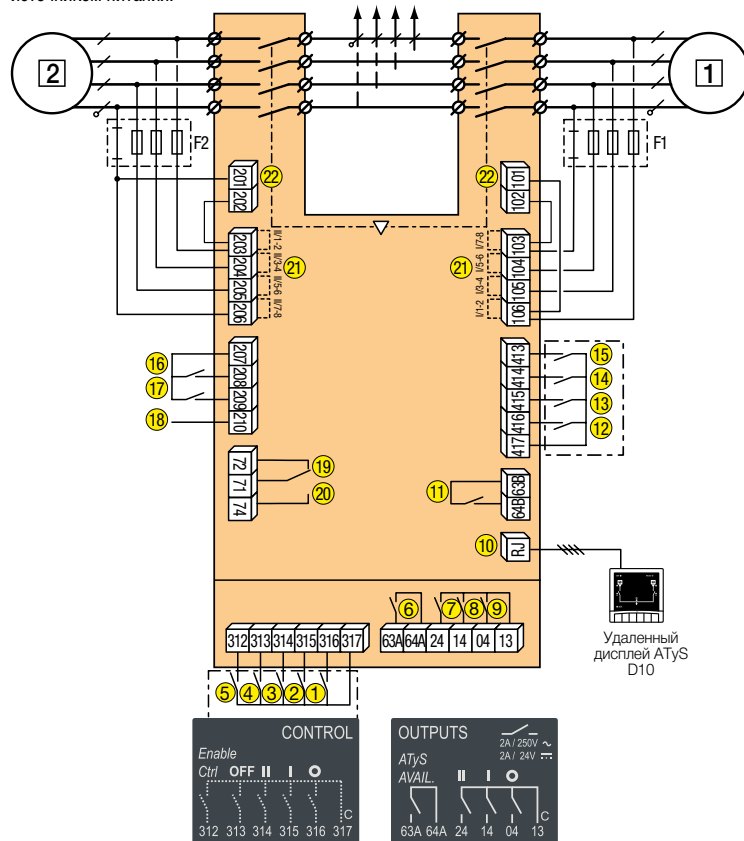 источником питания.
2
1
F2
F1
201
202
22
22
101
102
203
204
205
206
II/1-2
II/3-4
II/5-6
II/7-8
21
21
I/7-8
I/5-6
I/3-4
I/1-2
103
104
105
106
16
17
18
207
208
209
210
413
414
415
416
417
15
14
13
12
72
71
74
19
20
11
63B
64B
10
RJ
Удаленный
дисплей ATyS
D10
6
7
8
9
312 313 314 315 316 317
63A 64A 24 14 04 13
5
4
3
2
1
CONTROL
Enable
Ctrl OFF II I O
C
312 313 314 315 316 317
OUTPUTS
2A / 250V ~
2A / 24V
ATyS
AVAIL. II I O
C
63A 64A 24 14 04 13